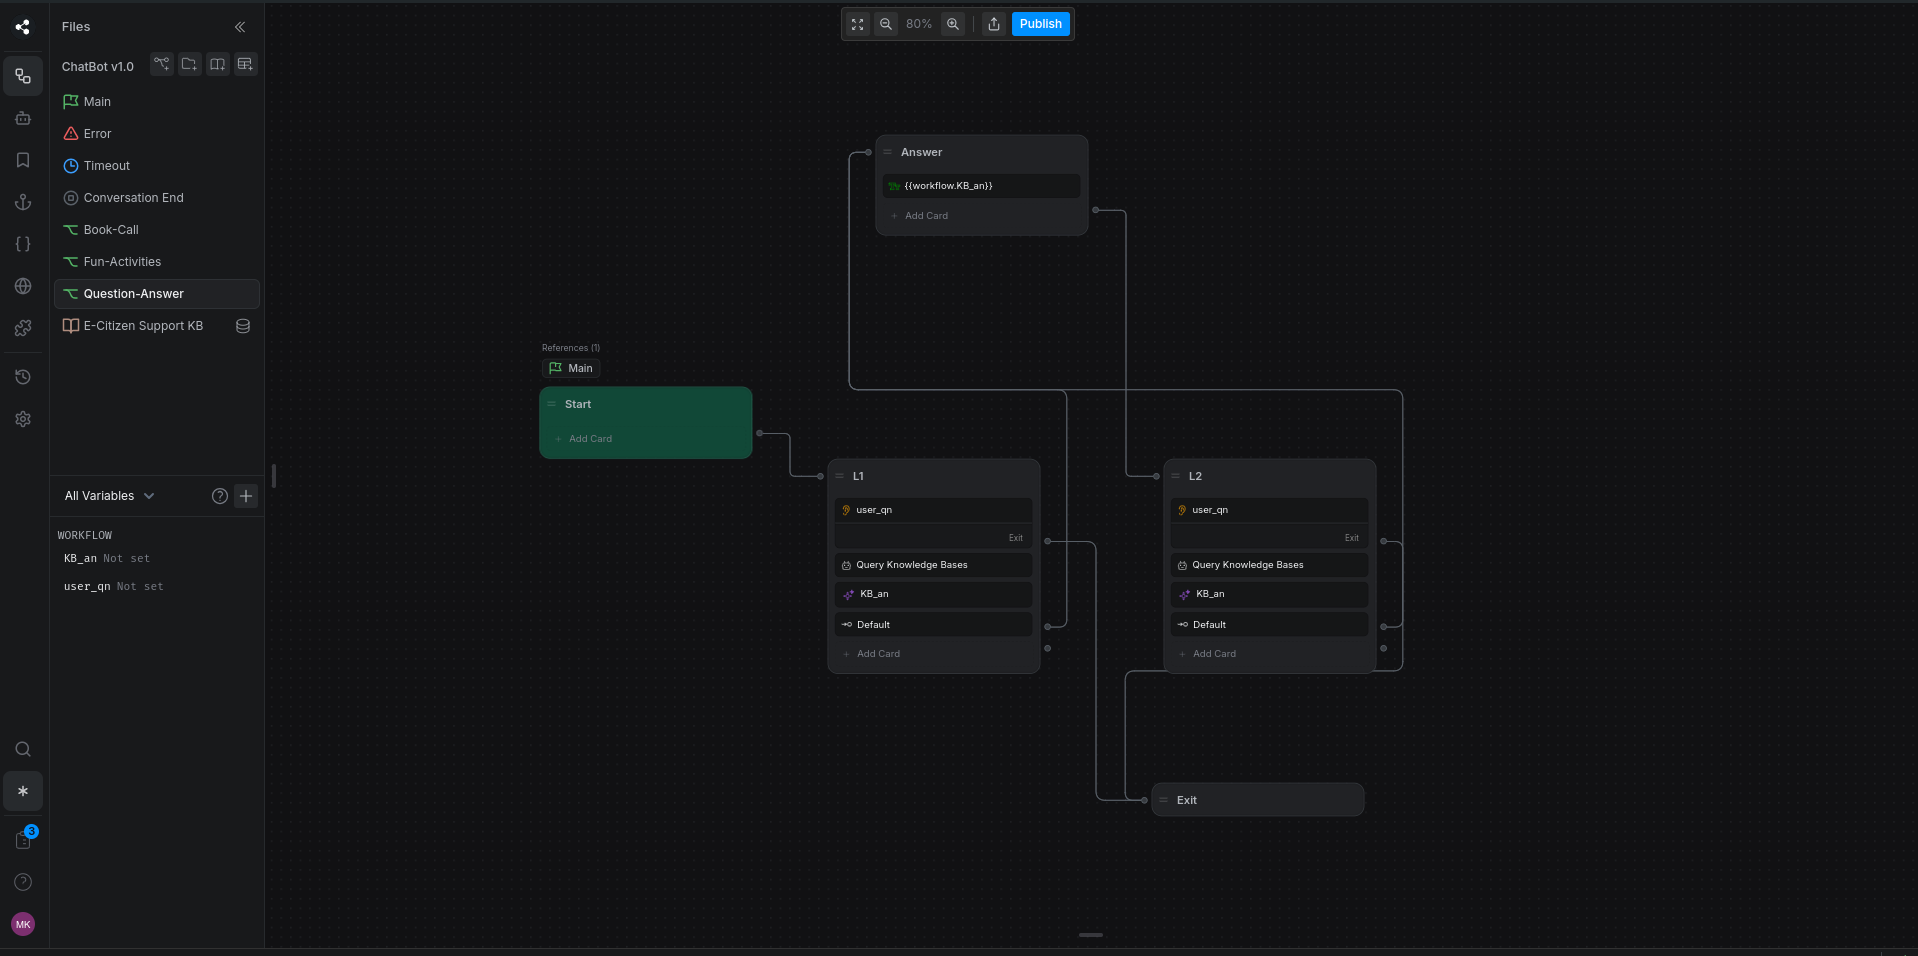 Files
ChatBot v1.0
Main
Error
Timeout
Conversation End
Book-Call
Fun-Activities
Question-Answer
E-Citizen Support KB
All Variables
WORKFLOW
KB_an Not set
user_qn Not set
3
MK
80%
Publish
Answer
{{workflow.KB_an}}
Add Card
References (1)
Main
Start
Add Card
L1
user_qn
Exit
Query Knowledge Bases
KB_an
Default
Add Card
L2
user_qn
Exit
Query Knowledge Bases
KB_an
Default
Add Card
Exit